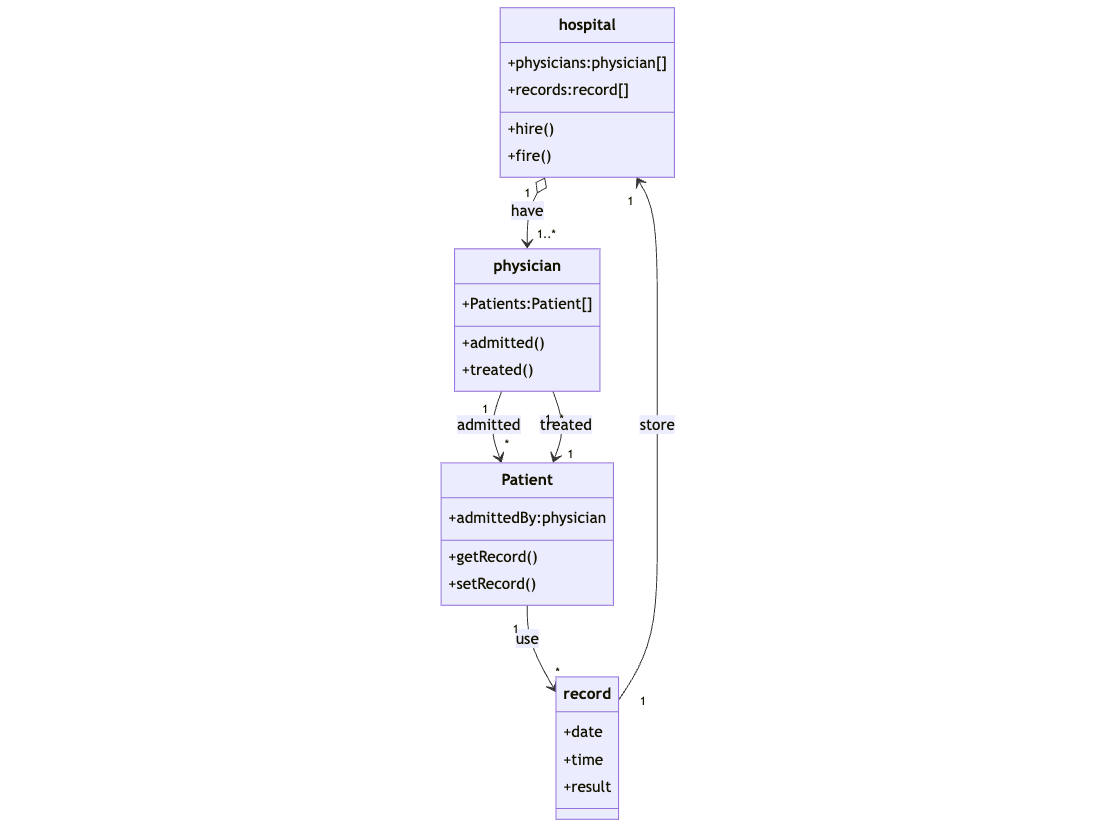 hospital
+physicians:physician[]
+records:record[]
+hire()
+fire()
1
have
1..*
1
physician
+Patients:Patient[]
+admitted()
+treated()
1
admitted
*
1..*
treated
1
store
Patient
+admittedBy:physician
+getRecord()
+setRecord()
1
use
*
record
1
+date
+time
+result